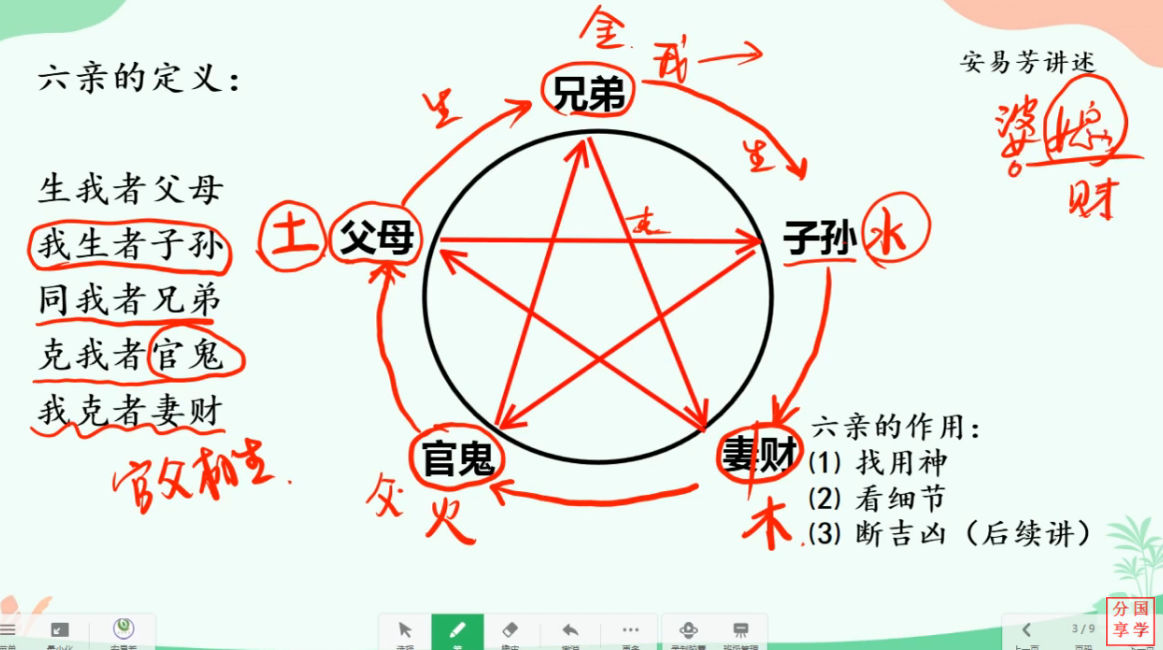 六亲的定义：
生我者父母
我生者子孙
同我者兄弟
克我者官鬼
我克者妻财
官父相生.
金.
我
兄弟
生
生
土
父母
克
子孙
水
官鬼
火
妻财
木.
安易芳讲述
婆媳
财
六亲的作用：
(1) 找用神
(2) 看细节
(3) 断吉凶（后续讲）
3/9
分国
享学